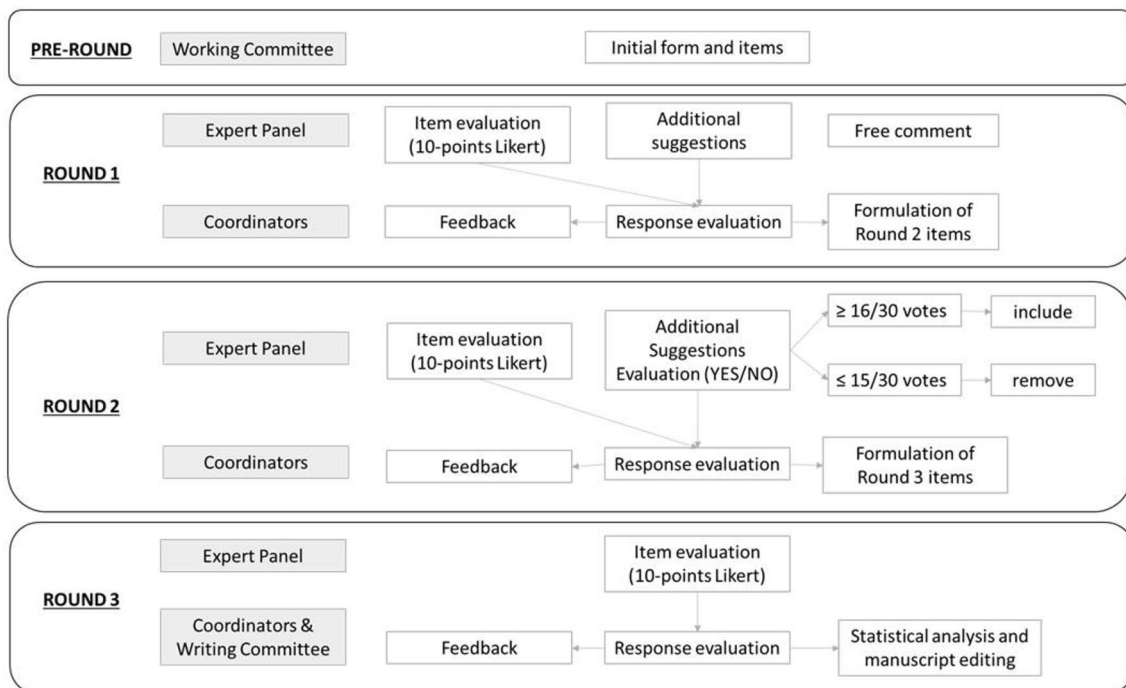 PRE-ROUND
Working Committee
Initial form and items
ROUND 1
Expert Panel
Item evaluation
(10-points Likert)
Additional
suggestions
Free comment
Coordinators
Feedback
Response evaluation
Formulation of
Round 2 items
ROUND 2
Expert Panel
Item evaluation
(10-points Likert)
Additional
Suggestions
Evaluation (YES/NO)
≥ 16/30 votes
include
≤ 15/30 votes
remove
Coordinators
Feedback
Response evaluation
Formulation of
Round 3 items
ROUND 3
Expert Panel
Item evaluation
(10-points Likert)
Coordinators &
Writing Committee
Feedback
Response evaluation
Statistical analysis and
manuscript editing